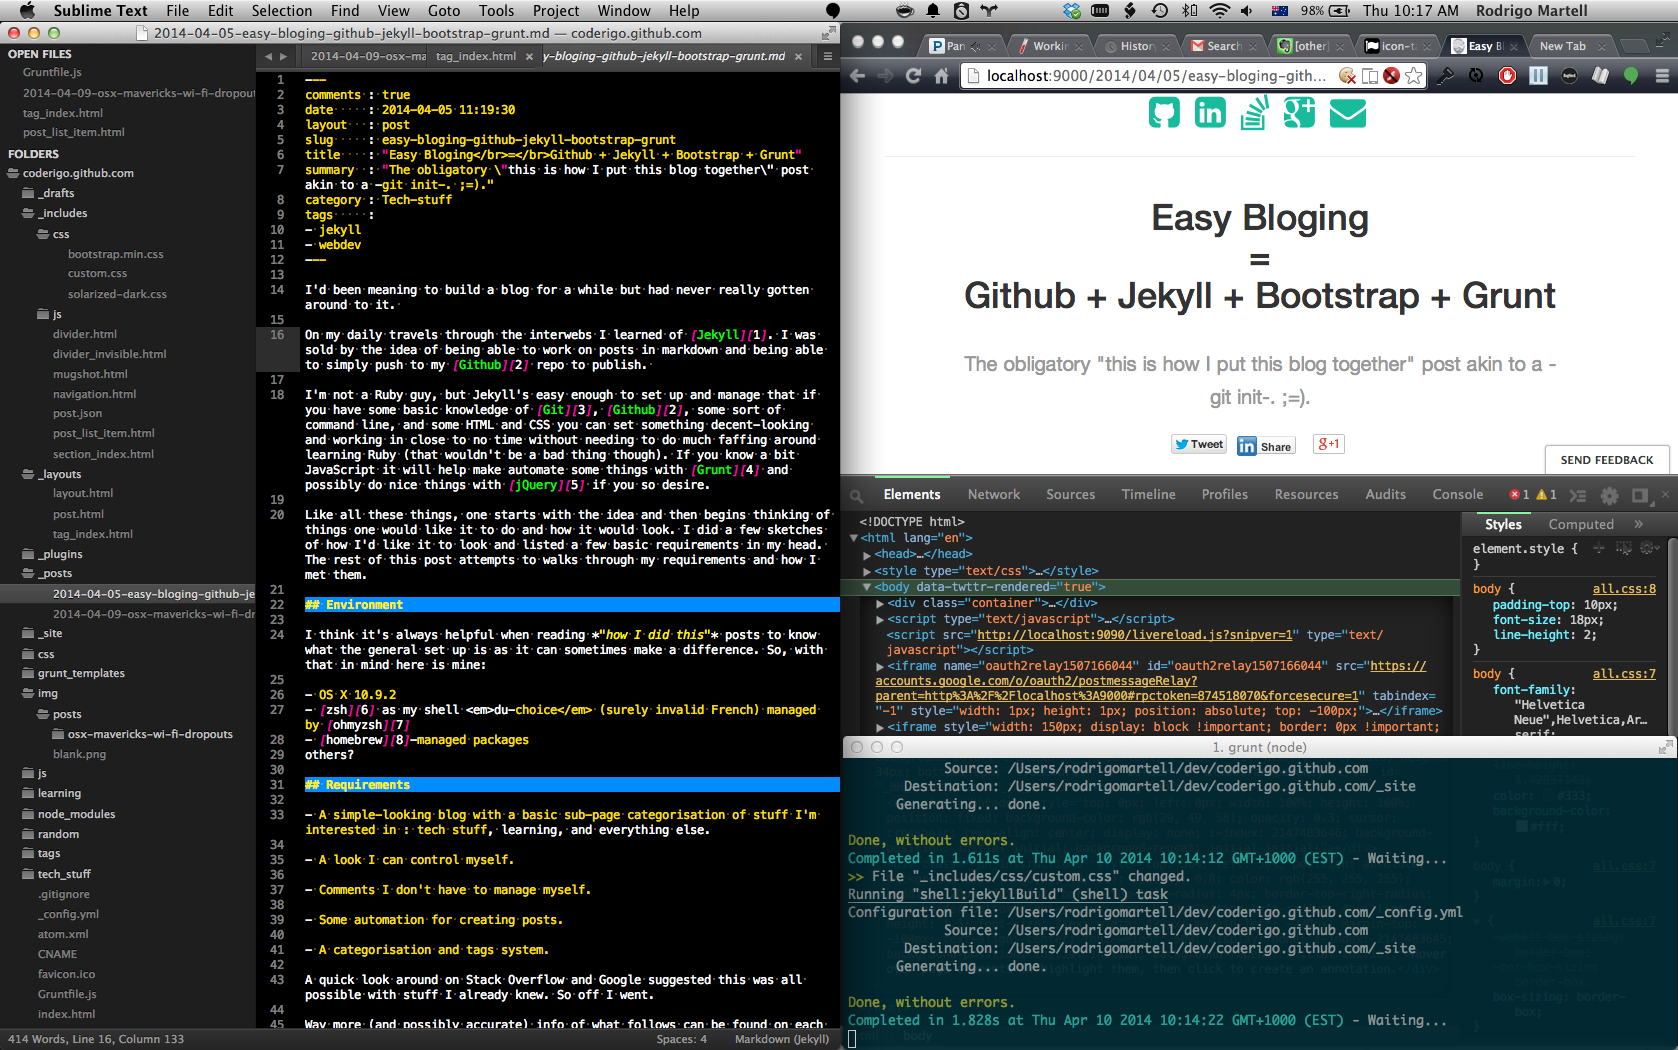 Sublime Text File Edit Selection Find View Goto Tools Project Window Help 98% Thu 10:17 AM Rodrigo Martell
2014-04-05-easy-bloging-github-jekyll-bootstrap-grunt.md — coderigo.github.com
OPEN FILES
Gruntfile.js
2014-04-09-osx-mavericks-wi-fi-dropout
tag_index.html
post_list_item.html
FOLDERS
coderigo.github.com
_drafts
_includes
css
bootstrap.min.css
custom.css
solarized-dark.css
js
divider.html
divider_invisible.html
mugshot.html
navigation.html
post.json
post_list_item.html
section_index.html
_layouts
layout.html
post.html
tag_index.html
_plugins
_posts
2014-04-05-easy-bloging-github-je
2014-04-09-osx-mavericks-wi-fi-dr
_site
css
grunt_templates
img
posts
osx-mavericks-wi-fi-dropouts
blank.png
js
learning
node_modules
random
tags
tech_stuff
.gitignore
_config.yml
atom.xml
CNAME
favicon.ico
Gruntfile.js
index.html
414 Words, Line 16, Column 133 Spaces: 4 Markdown (Jekyll)
2014-04-09-osx-ma tag_index.html y-bloging-github-jekyll-bootstrap-grunt.md
1 ---
2 comments : true
3 date : 2014-04-05 11:19:30
4 layout : post
5 slug : easy-bloging-github-jekyll-bootstrap-grunt
6 title : "Easy Bloging</br>=</br>Github + Jekyll + Bootstrap + Grunt"
7 summary : "The obligatory \"this is how I put this blog together\" post
akin to a -git init-. ;=)."
8 category : Tech-stuff
9 tags :
10 - jekyll
11 - webdev
12 ---
13
14 I'd been meaning to build a blog for a while but had never really gotten
around to it.
15
16 On my daily travels through the interwebs I learned of [Jekyll][1]. I was
sold by the idea of being able to work on posts in markdown and being able
to simply push to my [Github][2] repo to publish.
17
18 I'm not a Ruby guy, but Jekyll's easy enough to set up and manage that if
you have some basic knowledge of [Git][3], [Github][2], some sort of
command line, and some HTML and CSS you can set something decent-looking
and working in close to no time without needing to do much faffing around
learning Ruby (that wouldn't be a bad thing though). If you know a bit
JavaScript it will help make automate some things with [Grunt][4] and
possibly do nice things with [jQuery][5] if you so desire.
19
20 Like all these things, one starts with the idea and then begins thinking of
things one would like it to do and how it would look. I did a few sketches
of how I'd like it to look and listed a few basic requirements in my head.
The rest of this post attempts to walks through my requirements and how I
met them.
21
22 ## Environment
23
24 I think it's always helpful when reading *"how I did this"* posts to know
what the general set up is as it can sometimes make a difference. So, with
that in mind here is mine:
25
26 - OS X 10.9.2
27 - [zsh][6] as my shell <em>du-choice</em> (surely invalid French) managed
by [ohmyzsh][7]
28 - [homebrew][8]-managed packages
29 others?
30
31 ## Requirements
32
33 - A simple-looking blog with a basic sub-page categorisation of stuff I'm
interested in : tech stuff, learning, and everything else.
34
35 - A look I can control myself.
36
37 - Comments I don't have to manage myself.
38
39 - Some automation for creating posts.
40
41 - A categorisation and tags system.
42
43 A quick look around on Stack Overflow and Google suggested this was all
possible with stuff I already knew. So off I went.
44
45 Way more (and possibly accurate) info of what follows can be found on each
Pan Workin History Search [other] icon-t Easy B New Tab
localhost:9000/2014/04/05/easy-bloging-gith...
Easy Bloging
=
Github + Jekyll + Bootstrap + Grunt
The obligatory "this is how I put this blog together" post akin to a -
git init-. ;=).
Tweet in Share g+1
SEND FEEDBACK
Elements Network Sources Timeline Profiles Resources Audits Console 1 1
<!DOCTYPE html>
<html lang="en">
<head>…</head>
<style type="text/css">…</style>
<body data-twttr-rendered="true">
<div class="container">…</div>
<script type="text/javascript">…</script>
<script src="http://localhost:9090/livereload.js?snipver=1" type="text/
javascript"></script>
<iframe name="oauth2relay1507166044" id="oauth2relay1507166044" src="https://
accounts.google.com/o/oauth2/postmessageRelay?
parent=http%3A%2F%2Flocalhost%3A9000#rpctoken=874518070&forcesecure=1" tabindex=
"-1" style="width: 1px; height: 1px; position: absolute; top: -100px;">…</iframe>
<iframe style="width: 150px; display: block !important; border: 0px !important;
Styles Computed »
element.style {
}
body { all.css:8
padding-top: 10px;
font-size: 18px;
line-height: 2;
}
body { all.css:7
font-family:
"Helvetica
Neue",Helvetica,Ar…
serif;
1. grunt (node)
Source: /Users/rodrigomartell/dev/coderigo.github.com
Destination: /Users/rodrigomartell/dev/coderigo.github.com/_site
Generating... done.
Done, without errors.
Completed in 1.611s at Thu Apr 10 2014 10:14:12 GMT+1000 (EST) - Waiting...
>> File "_includes/css/custom.css" changed.
Running "shell:jekyllBuild" (shell) task
Configuration file: /Users/rodrigomartell/dev/coderigo.github.com/_config.yml
Source: /Users/rodrigomartell/dev/coderigo.github.com
Destination: /Users/rodrigomartell/dev/coderigo.github.com/_site
Generating... done.
Done, without errors.
Completed in 1.828s at Thu Apr 10 2014 10:14:22 GMT+1000 (EST) - Waiting...